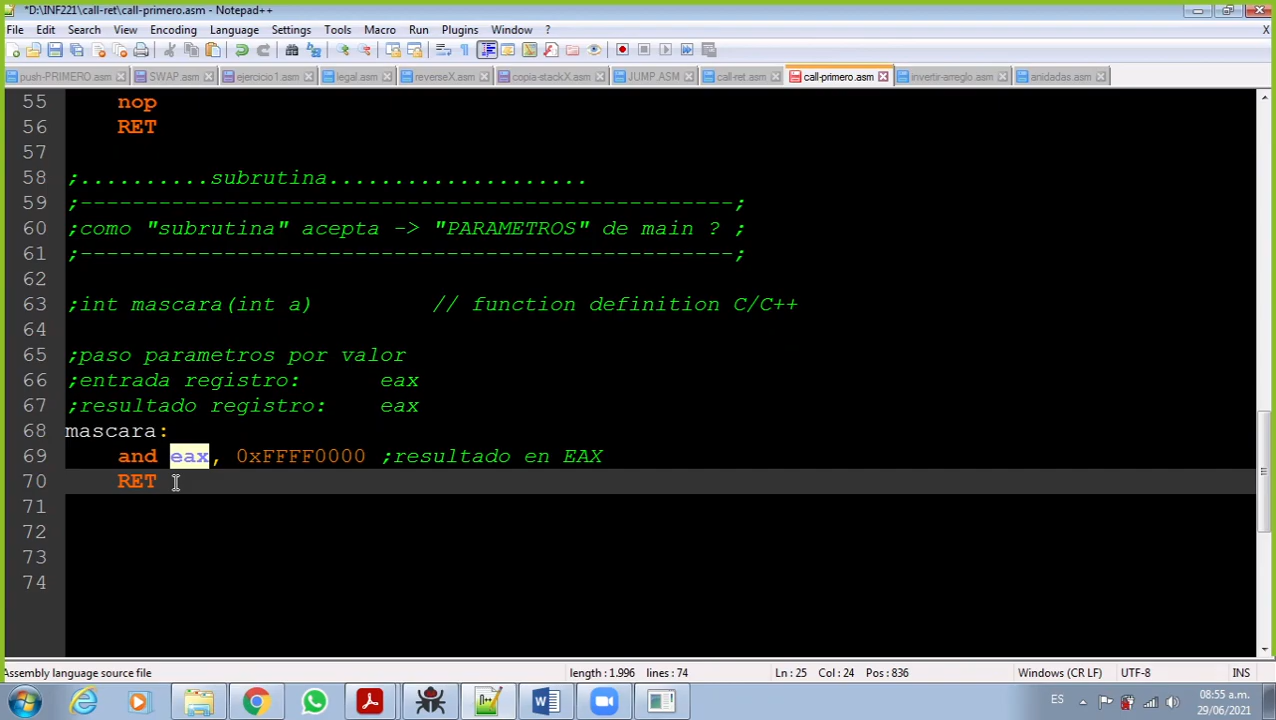 *D:\INF221\call-ret\call-primero.asm - Notepad++
File Edit Search View Encoding Language Settings Tools Macro Run Plugins Window ? X
push-PRIMERO.asm SWAP.asm ejercicio1.asm legal.asm reverseX.asm copia-stackX.asm JUMP.ASM call-ret.asm call-primero.asm invertir-arreglo.asm anidadas.asm
55 nop
56 RET
57
58 ;..........subrutina....................
59 ;--------------------------------------------------;
60 ;como "subrutina" acepta -> "PARAMETROS" de main ? ;
61 ;--------------------------------------------------;
62
63 ;int mascara(int a) // function definition C/C++
64
65 ;paso parametros por valor
66 ;entrada registro: eax
67 ;resultado registro: eax
68 mascara:
69 and eax, 0xFFFF0000 ;resultado en EAX
70 RET
71
72
73
74
Assembly language source file length : 1.996 lines : 74 Ln : 25 Col : 24 Pos : 836 Windows (CR LF) UTF-8 INS
ES 08:55 a.m.
29/06/2021